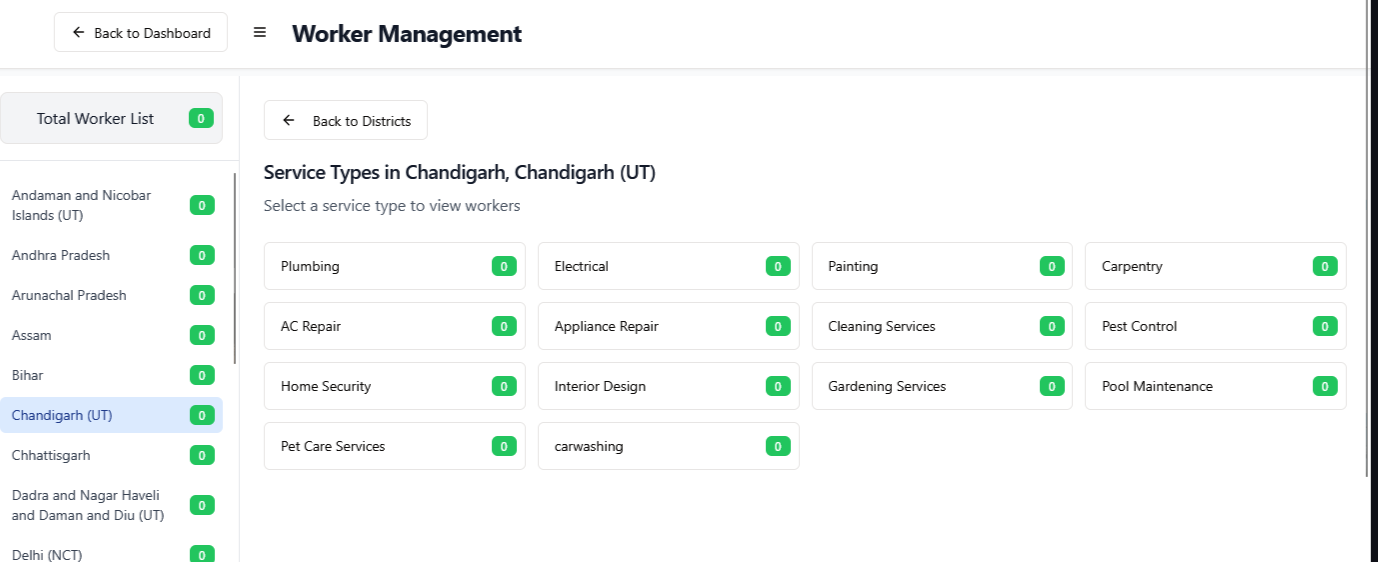 Back to Dashboard
Worker Management
Total Worker List 0
Andaman and Nicobar
Islands (UT) 0
Andhra Pradesh 0
Arunachal Pradesh 0
Assam 0
Bihar 0
Chandigarh (UT) 0
Chhattisgarh 0
Dadra and Nagar Haveli
and Daman and Diu (UT) 0
Delhi (NCT) 0
Back to Districts
Service Types in Chandigarh, Chandigarh (UT)
Select a service type to view workers
Plumbing 0 Electrical 0 Painting 0 Carpentry 0
AC Repair 0 Appliance Repair 0 Cleaning Services 0 Pest Control 0
Home Security 0 Interior Design 0 Gardening Services 0 Pool Maintenance 0
Pet Care Services 0 carwashing 0